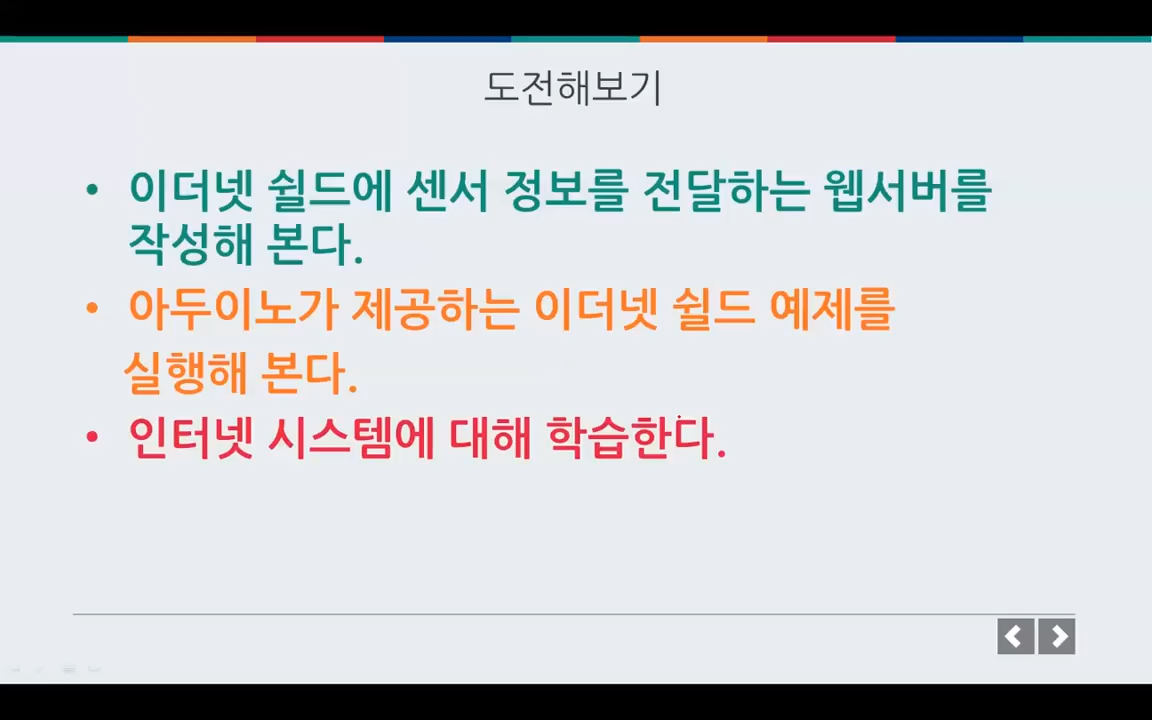 도전해보기
• 이더넷 쉴드에 센서 정보를 전달하는 웹서버를
작성해 본다.
• 아두이노가 제공하는 이더넷 쉴드 예제를
실행해 본다.
• 인터넷 시스템에 대해 학습한다.